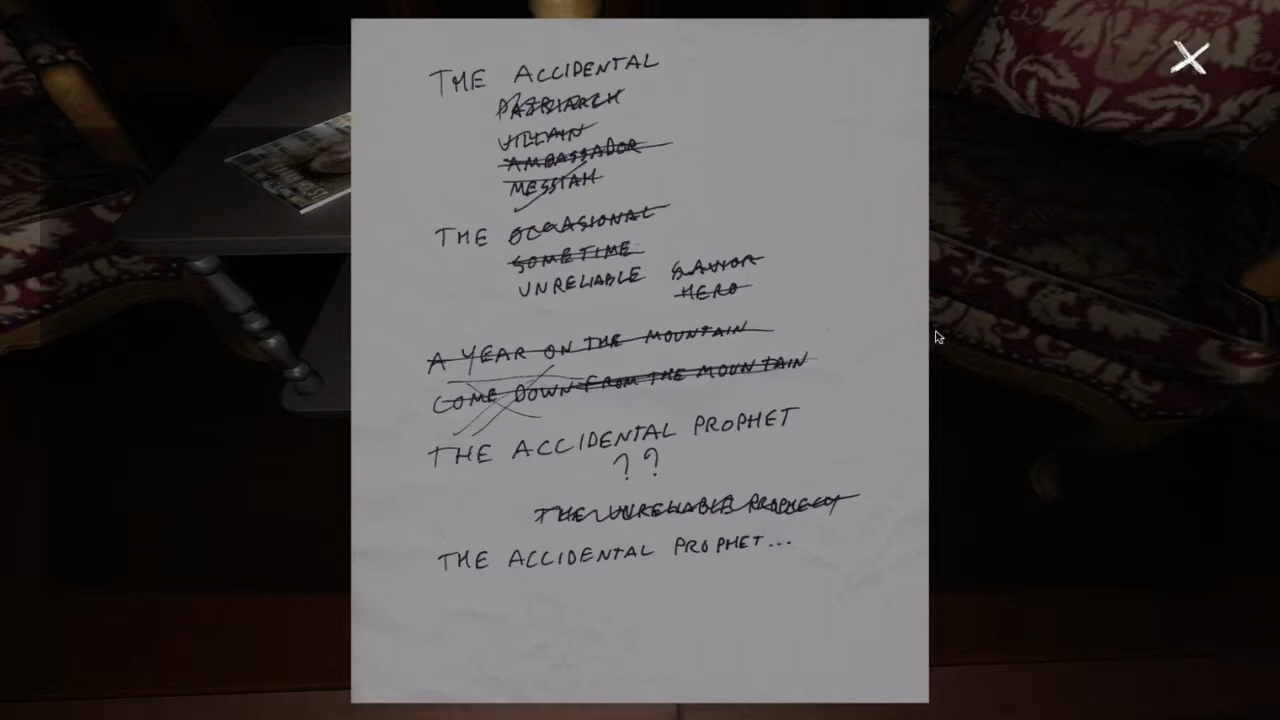 THE ACCIDENTAL
PATRIARCH
VILLAIN
AMBASSADOR
MESSIAH
THE OCCASIONAL
SOMETIME
UNRELIABLE SAVIOR
HERO
A YEAR ON THE MOUNTAIN
COME DOWN FROM THE MOUNTAIN
THE ACCIDENTAL PROPHET
??
THE UNRELIABLE PROPHECY
THE ACCIDENTAL PROPHET...